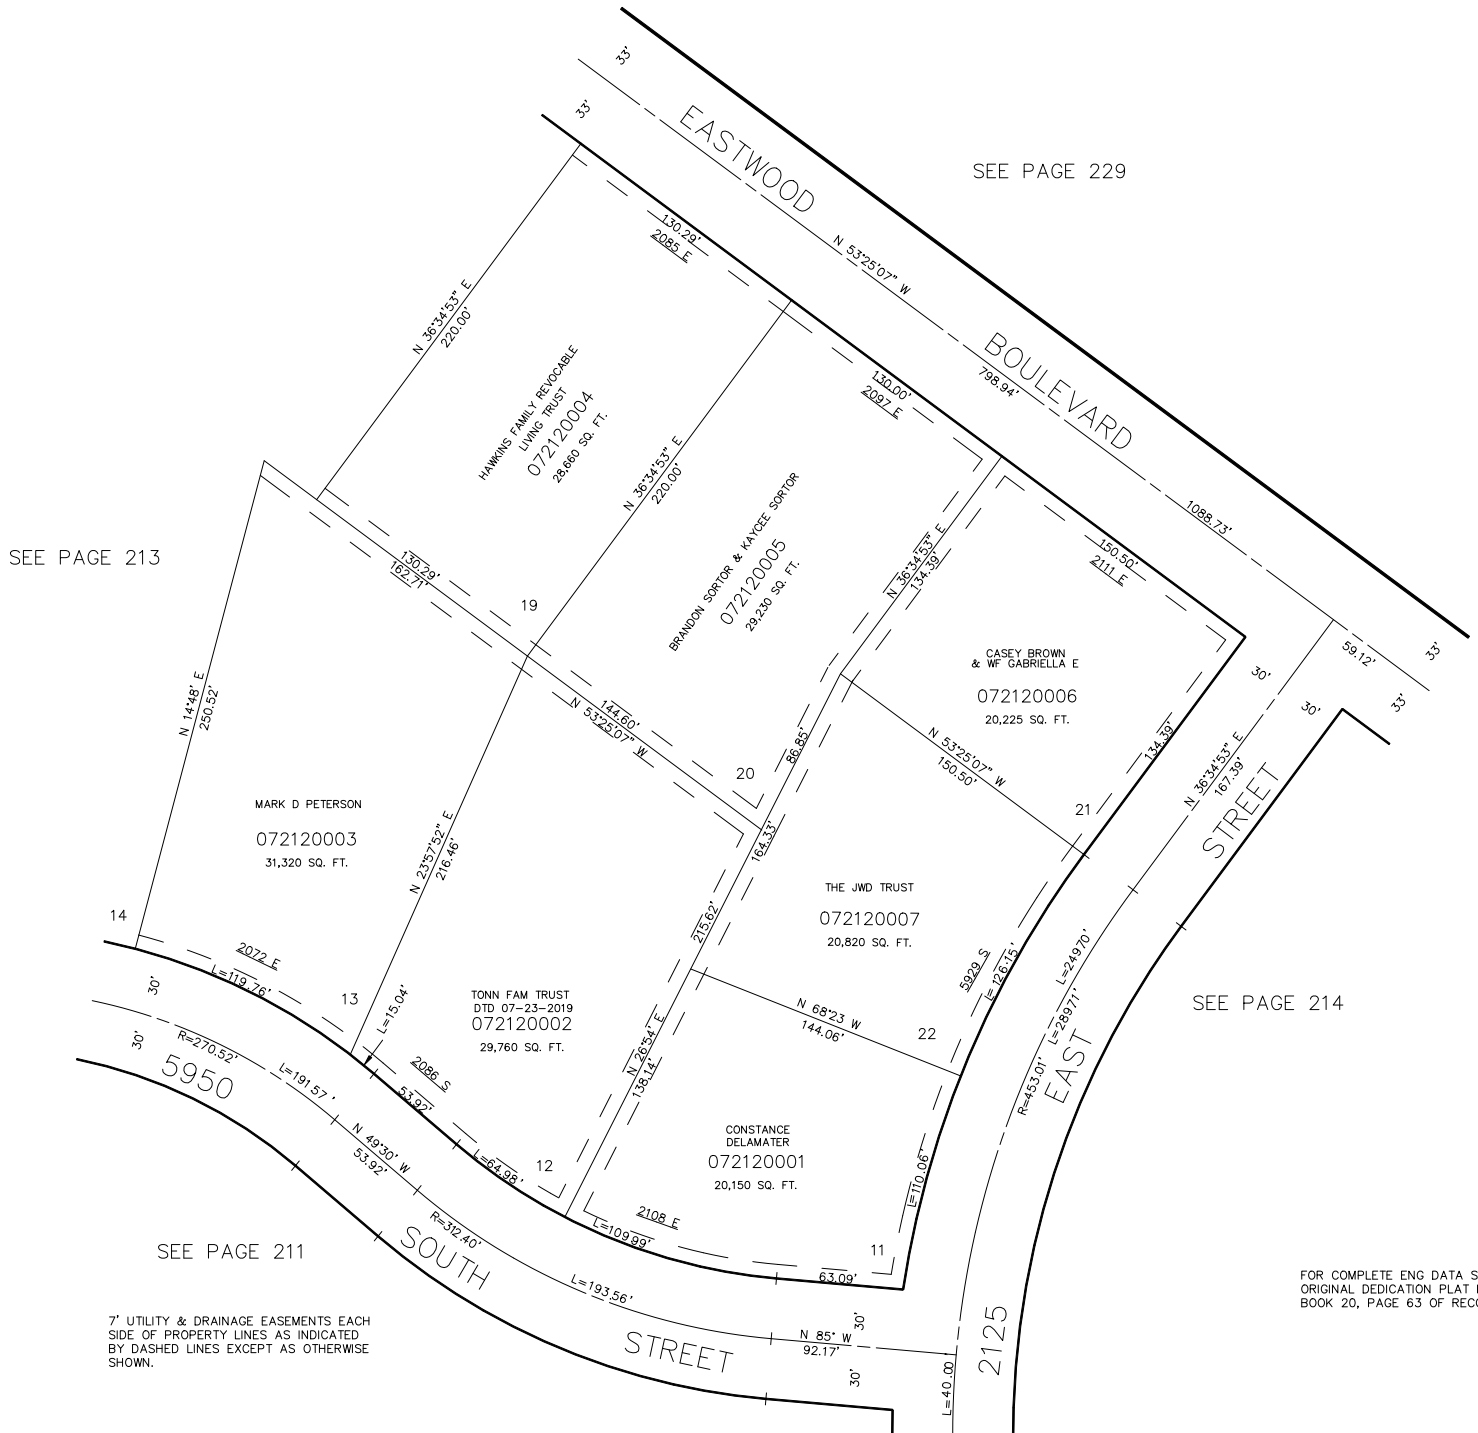 33'
33'
EASTWOOD
BOULEVARD
SEE PAGE 229
N 53°25'07" W
798.94'
1088.73'
59.12'
33'
33'
130.29'
2085 E
N 36°34'53" E
220.00'
HAWKINS FAMILY REVOCABLE
LIVING TRUST
072120004
28,660 SQ. FT.
130.29'
162.71'
19
130.00'
2097 E
N 36°34'53" E
220.00'
BRANDON SORTOR & KAYCEE SORTOR
072120005
29,230 SQ. FT.
144.60'
N 53°25'07" W
20
86.85'
N 36°34'53" E
134.39'
150.50'
2111 E
CASEY BROWN
& WF GABRIELLA E
072120006
20,225 SQ. FT.
N 53°25'07" W
150.50'
134.39'
21
30'
30'
N 36°34'53" E
167.39'
STREET
SEE PAGE 213
N 14°48' E
250.52'
MARK D PETERSON
072120003
31,320 SQ. FT.
14
2072 E
L=119.76'
13
N 23°57'52" E
216.46'
L=15.04'
TONN FAM TRUST
DTD 07-23-2019
072120002
29,760 SQ. FT.
2086 S
53.92'
L=64.98'
12
164.33'
215.62'
N 26°54' E
138.14'
THE JWD TRUST
072120007
20,820 SQ. FT.
5929 S
L=126.15'
N 68°23 W
144.06'
22
CONSTANCE
DELAMATER
072120001
20,150 SQ. FT.
2108 E
L=109.99'
63.09'
11
L=110.06'
L=249.70'
L=289.71'
R=453.01'
EAST
2125
SEE PAGE 214
30'
30'
R=270.52'
L=191.57'
5950
N 49°30' W
53.92'
R=312.40'
SOUTH
L=193.56'
STREET
30'
N 85° W
92.17'
30'
L=40.00'
SEE PAGE 211
7' UTILITY & DRAINAGE EASEMENTS EACH
SIDE OF PROPERTY LINES AS INDICATED
BY DASHED LINES EXCEPT AS OTHERWISE
SHOWN.
FOR COMPLETE ENG DATA S
ORIGINAL DEDICATION PLAT
BOOK 20, PAGE 63 OF RECO